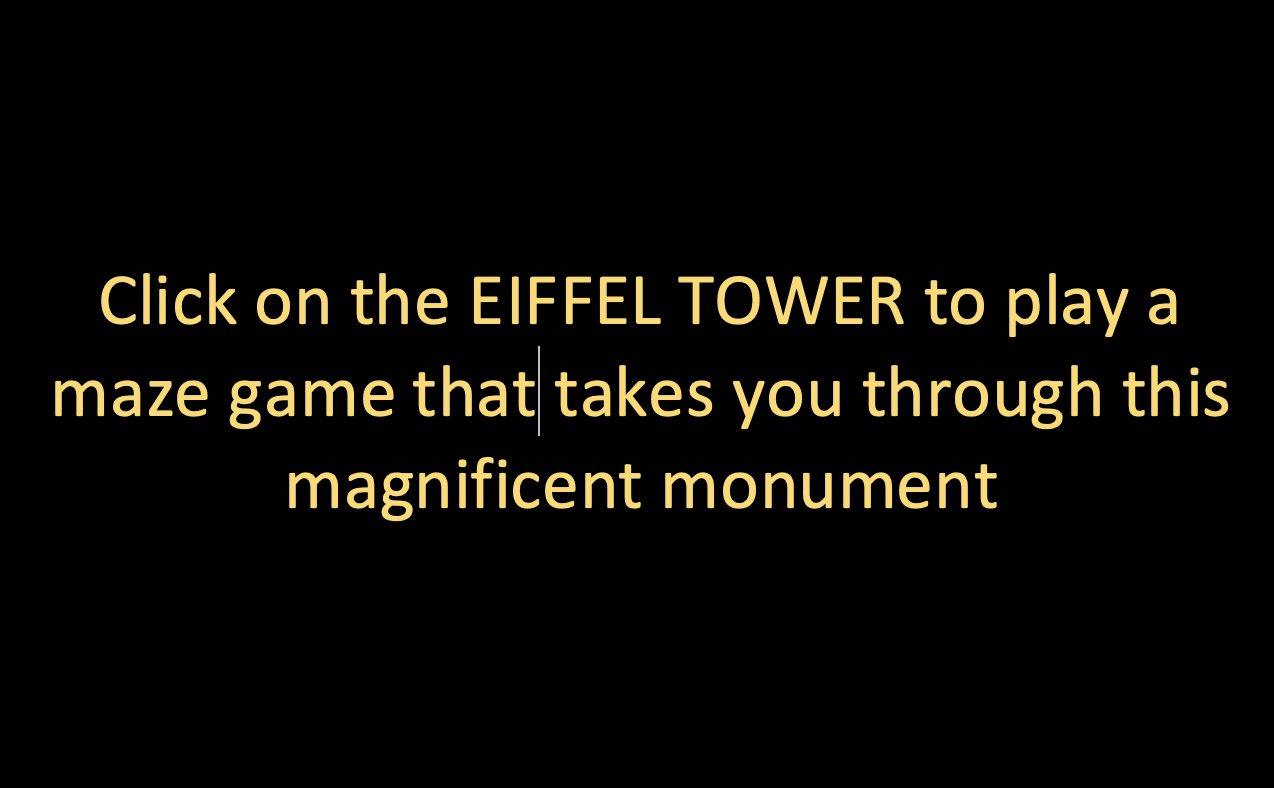 Click on the EIFFEL TOWER to play a
maze game that takes you through this
magnificent monument